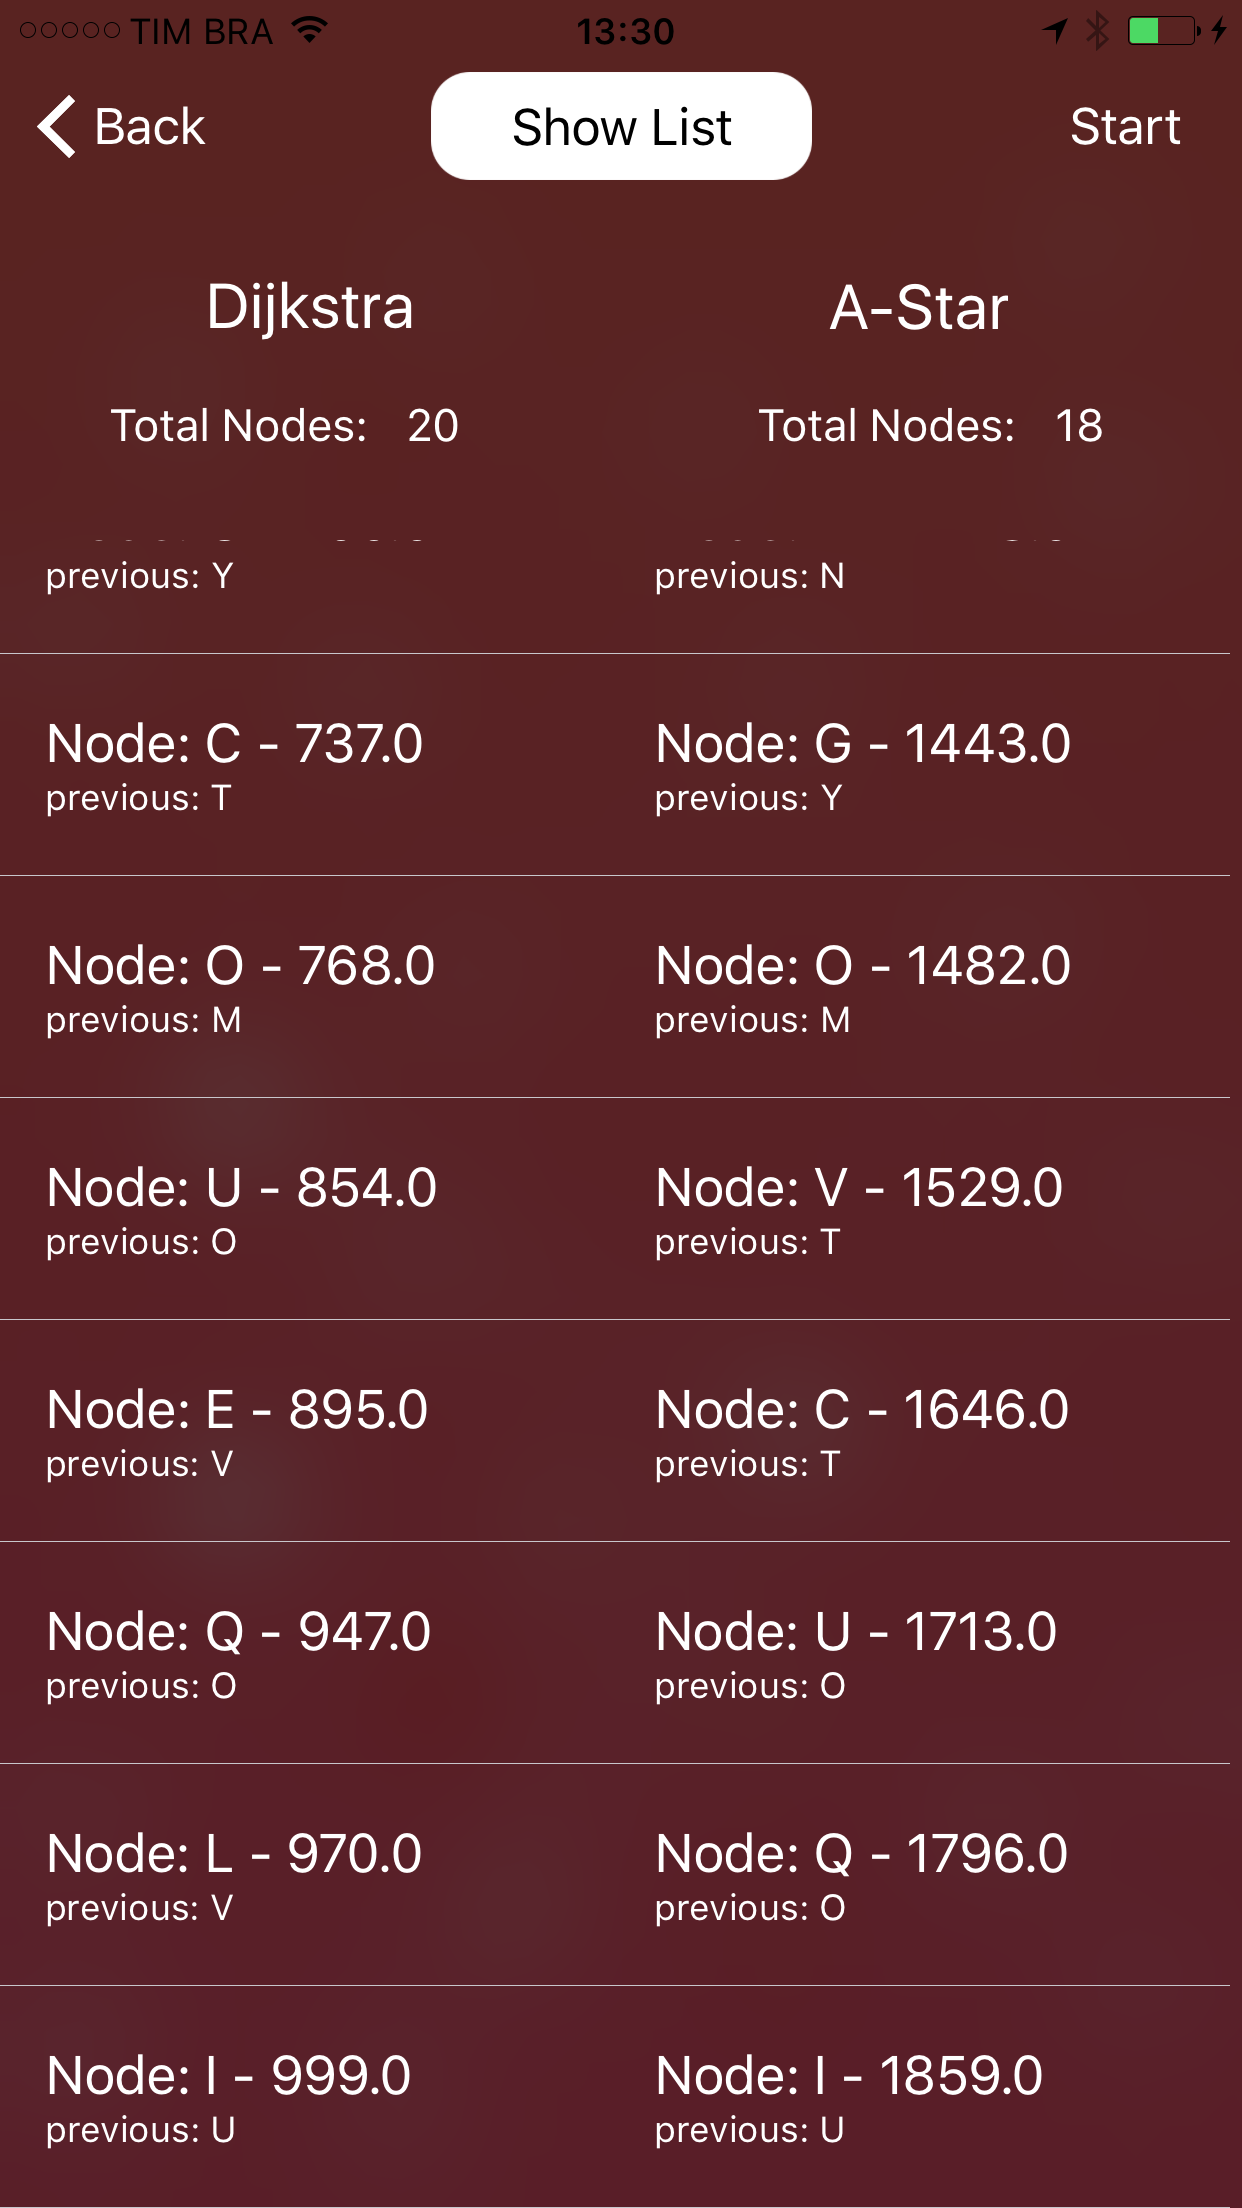 TIM BRA 13:30
Back Show List Start
Dijkstra A-Star
Total Nodes: 20 Total Nodes: 18
previous: Y previous: N
Node: C - 737.0 Node: G - 1443.0
previous: T previous: Y
Node: O - 768.0 Node: O - 1482.0
previous: M previous: M
Node: U - 854.0 Node: V - 1529.0
previous: O previous: T
Node: E - 895.0 Node: C - 1646.0
previous: V previous: T
Node: Q - 947.0 Node: U - 1713.0
previous: O previous: O
Node: L - 970.0 Node: Q - 1796.0
previous: V previous: O
Node: I - 999.0 Node: I - 1859.0
previous: U previous: U